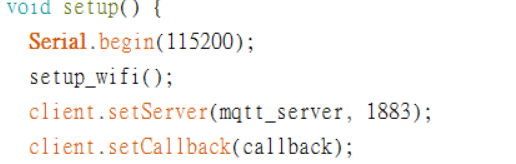 void setup() {
Serial.begin(115200);
setup_wifi();
client.setServer(mqtt_server, 1883);
client.setCallback(callback);